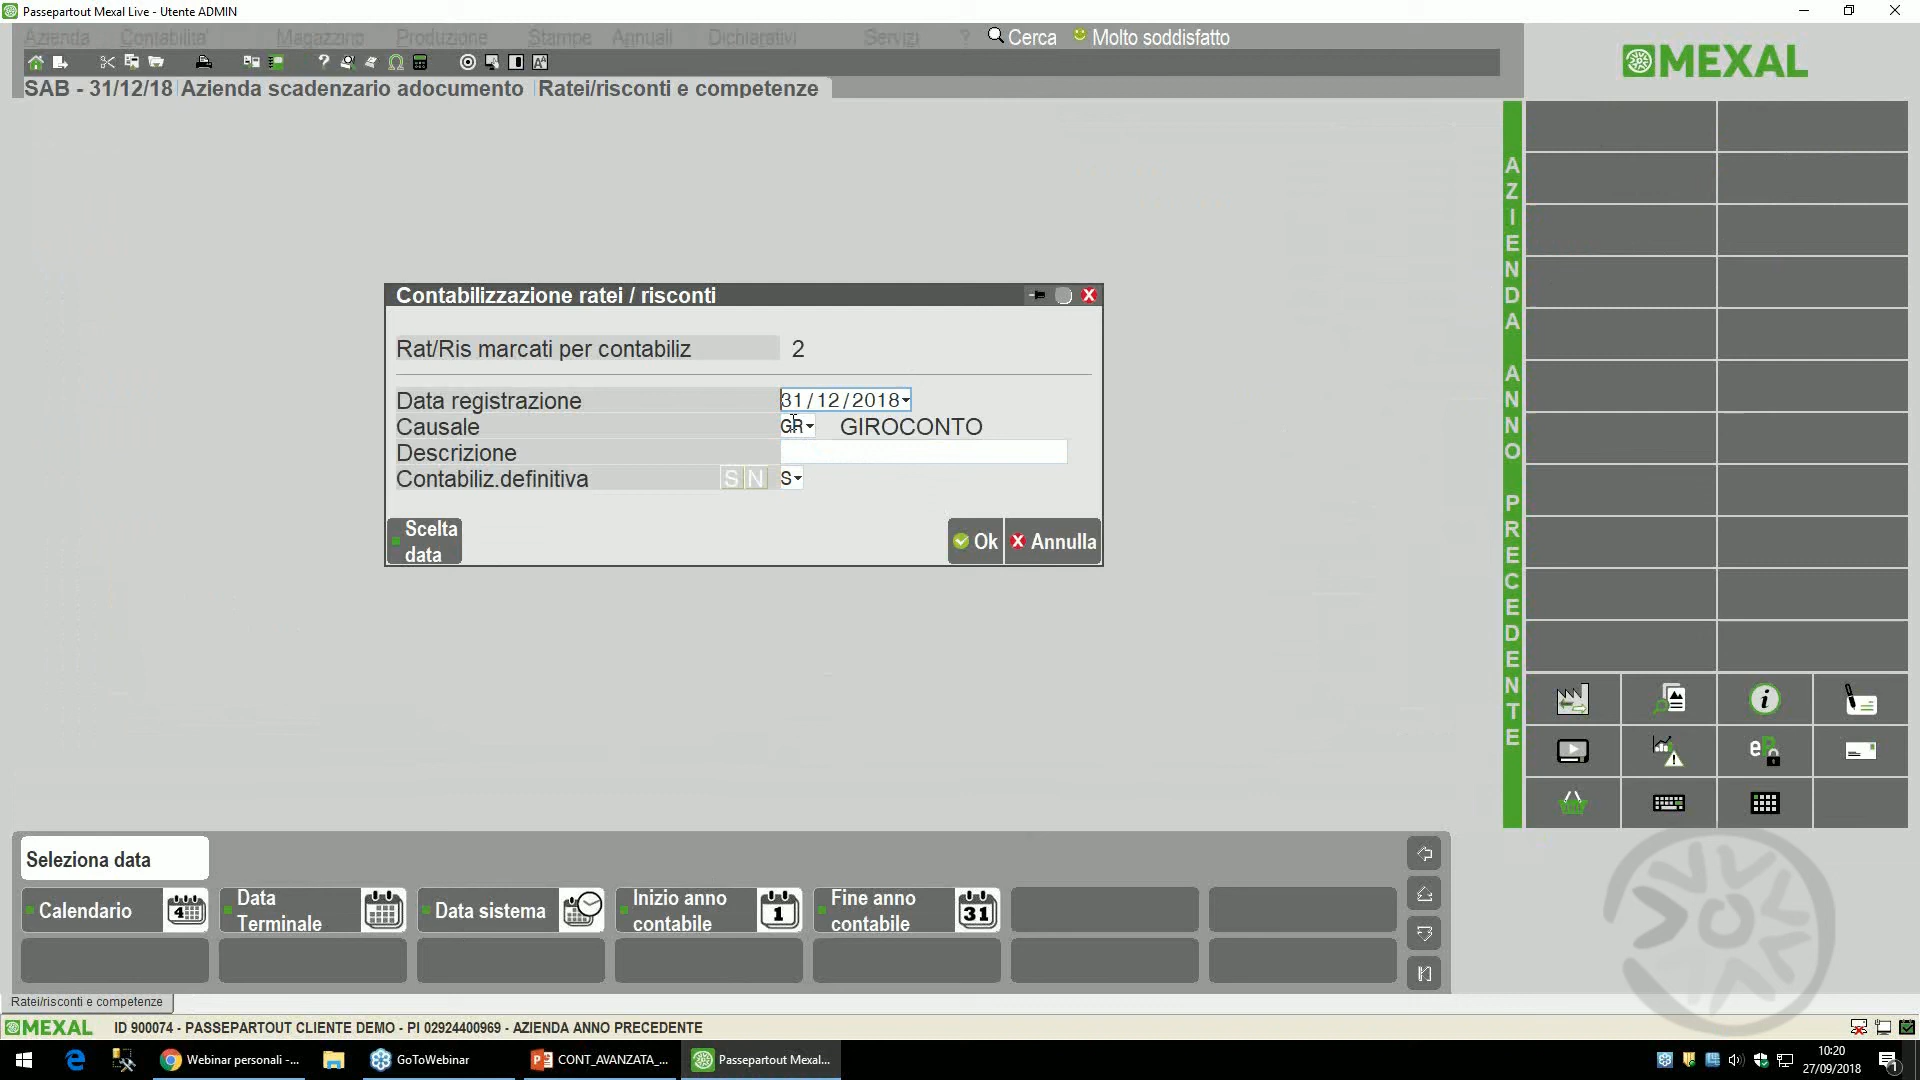 Passepartout Mexal Live - Utente ADMIN
Azienda Contabilita' Magazzino Produzione Stampe Annuali Dichiarativi Servizi ? Cerca Molto soddisfatto
MEXAL
SAB - 31/12/18 Azienda scadenzario adocumento Ratei/risconti e competenze
AZIENDA ANNO PRECEDENTE
Contabilizzazione ratei / risconti
Rat/Ris marcati per contabiliz 2
Data registrazione 31/12/2018
Causale GR GIROCONTO
Descrizione
Contabiliz.definitiva S N S
Scelta
data
Ok
Annulla
Seleziona data
Calendario
Data
Terminale
Data sistema
Inizio anno
contabile
Fine anno
contabile
Ratei/risconti e competenze
MEXAL ID 900074 - PASSEPARTOUT CLIENTE DEMO - PI 02924400969 - AZIENDA ANNO PRECEDENTE
Webinar personali -...
GoToWebinar
CONT_AVANZATA_...
Passepartout Mexal...
10:20
27/09/2018